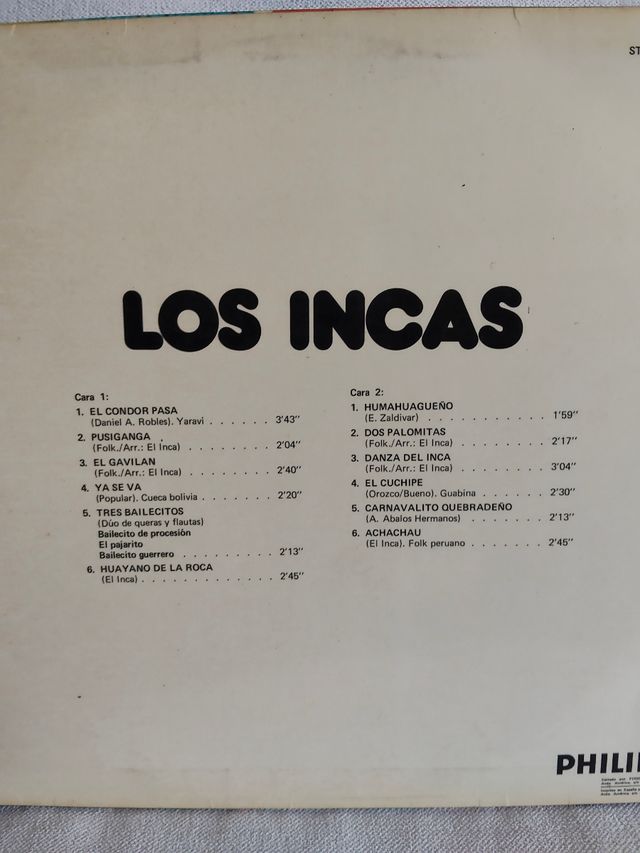 ST
LOS INCAS
Cara 1:
1. EL CONDOR PASA
(Daniel A. Robles). Yaraví . . . . . . 3'43"
2. PUSIGANGA
(Folk./Arr.: El Inca) . . . . . . . . 2'04"
3. EL GAVILAN
(Folk./Arr.: El Inca) . . . . . . . . 2'40"
4. YA SE VA
(Popular). Cueca bolivia . . . . . . . 2'20"
5. TRES BAILECITOS
(Dúo de queras y flautas)
Bailecito de procesión
El pajarito
Bailecito guerrero . . . . . . . . . 2'13"
6. HUAYANO DE LA ROCA
(El Inca) . . . . . . . . . . . . . 2'45"
Cara 2:
1. HUMAHUAGUEÑO
(E. Zaldivar) . . . . . . . . . . . 1'59"
2. DOS PALOMITAS
(Folk./Arr.: El Inca) . . . . . . . . 2'17"
3. DANZA DEL INCA
(Folk./Arr.: El Inca) . . . . . . . . 3'04"
4. EL CUCHIPE
(Orozco/Bueno). Guabina . . . . . . 2'30"
5. CARNAVALITO QUEBRADEÑO
(A. Abalos Hermanos) . . . . . . . 2'13"
6. ACHACHAU
(El Inca). Folk peruano . . . . . . . 2'45"
PHILI